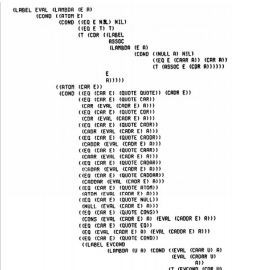 (LABEL EVAL (LAMBDA (E A)
(COND ((ATOM E)
(COND ((EQ E NIL) NIL)
((EQ E T) T)
(T (CDR ((LABEL
ASSOC
(LAMBDA (E A)
(COND ((NULL A) NIL)
((EQ E (CAAR A)) (CAR A))
(T (ASSOC E (CDR A))))))
E
A)))))
((ATOM (CAR E))
(COND ((EQ (CAR E) (QUOTE QUOTE)) (CADR E))
((EQ (CAR E) (QUOTE CAR))
(CAR (EVAL (CADR E) A)))
((EQ (CAR E) (QUOTE CDR))
(CDR (EVAL (CADR E) A)))
((EQ (CAR E) (QUOTE CADR))
(CADR (EVAL (CADR E) A)))
((EQ (CAR E) (QUOTE CADDR))
(CADDR (EVAL (CADR E) A)))
((EQ (CAR E) (QUOTE CAAR))
(CAAR (EVAL (CADR E) A)))
((EQ (CAR E) (QUOTE CADAR))
(CADAR (EVAL (CADR E) A)))
((EQ (CAR E) (QUOTE CADDAR))
(CADDAR (EVAL (CADR E) A)))
((EQ (CAR E) (QUOTE ATOM))
(ATOM (EVAL (CADR E) A)))
((EQ (CAR E) (QUOTE NULL))
(NULL (EVAL (CADR E) A)))
((EQ (CAR E) (QUOTE CONS))
(CONS (EVAL (CADR E) A) (EVAL (CADDR E) A)))
((EQ (CAR E) (QUOTE EQ))
(EQ (EVAL (CADR E) A) (EVAL (CADDR E) A)))
((EQ (CAR E) (QUOTE COND))
((LABEL EVCOND
(LAMBDA (U A) (COND ((EVAL (CAAR U) A)
(EVAL (CADAR U)
A))
(T (EVCOND (CDR U)